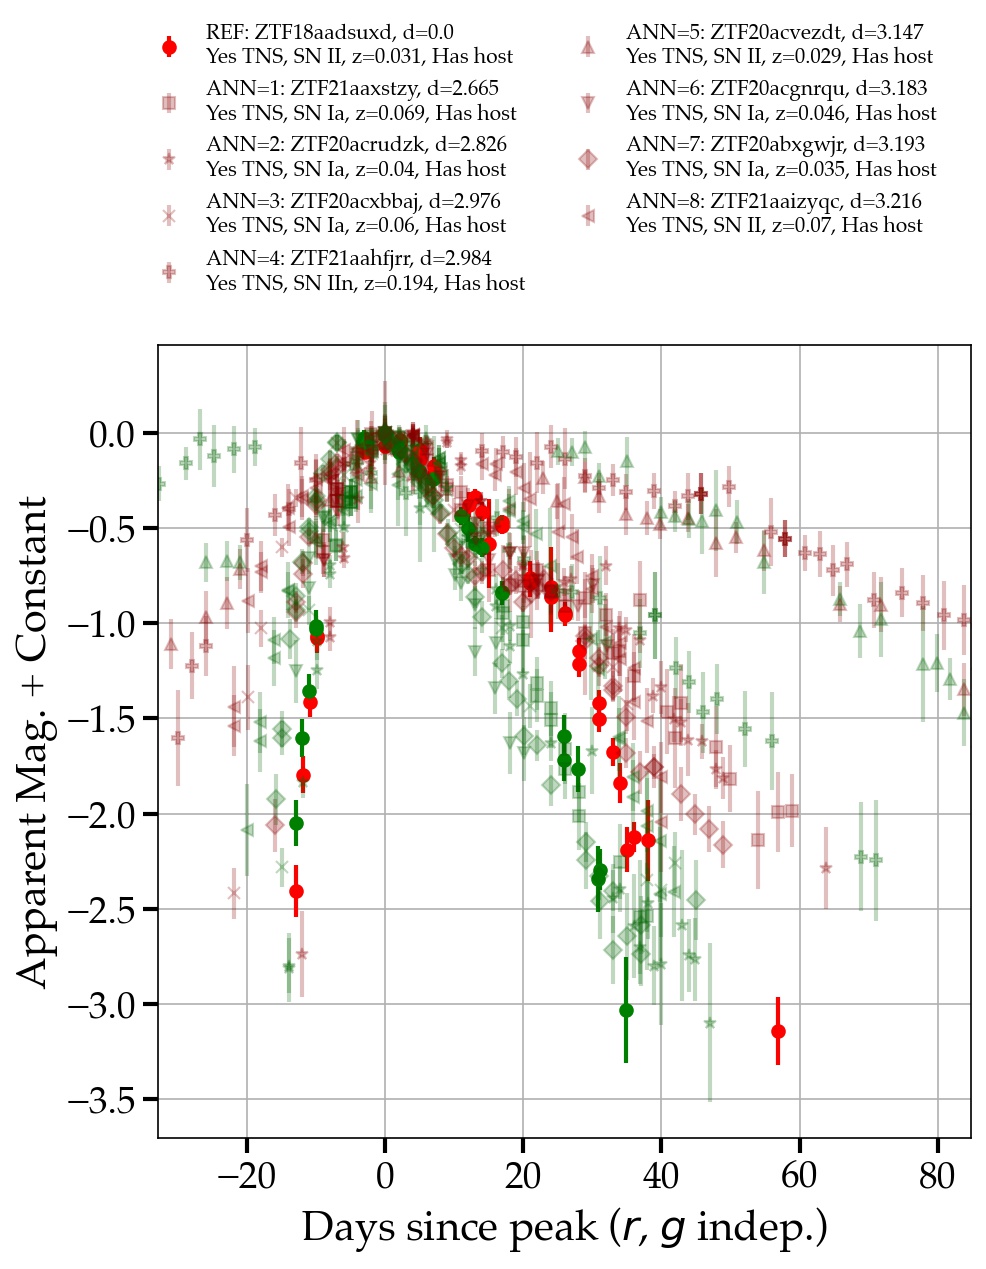 REF: ZTF18aadsuxd, d=0.0
Yes TNS, SN II, z=0.031, Has host
ANN=1: ZTF21aaxstzy, d=2.665
Yes TNS, SN Ia, z=0.069, Has host
ANN=2: ZTF20acrudzk, d=2.826
Yes TNS, SN Ia, z=0.04, Has host
ANN=3: ZTF20acxbbaj, d=2.976
Yes TNS, SN Ia, z=0.06, Has host
ANN=4: ZTF21aahfjrr, d=2.984
Yes TNS, SN IIn, z=0.194, Has host
ANN=5: ZTF20acvezdt, d=3.147
Yes TNS, SN II, z=0.029, Has host
ANN=6: ZTF20acgnrqu, d=3.183
Yes TNS, SN Ia, z=0.046, Has host
ANN=7: ZTF20abxgwjr, d=3.193
Yes TNS, SN Ia, z=0.035, Has host
ANN=8: ZTF21aaizyqc, d=3.216
Yes TNS, SN II, z=0.07, Has host
Apparent Mag. + Constant
0.0
−0.5
−1.0
−1.5
−2.0
−2.5
−3.0
−3.5
−20 0 20 40 60 80
Days since peak (r, g indep.)